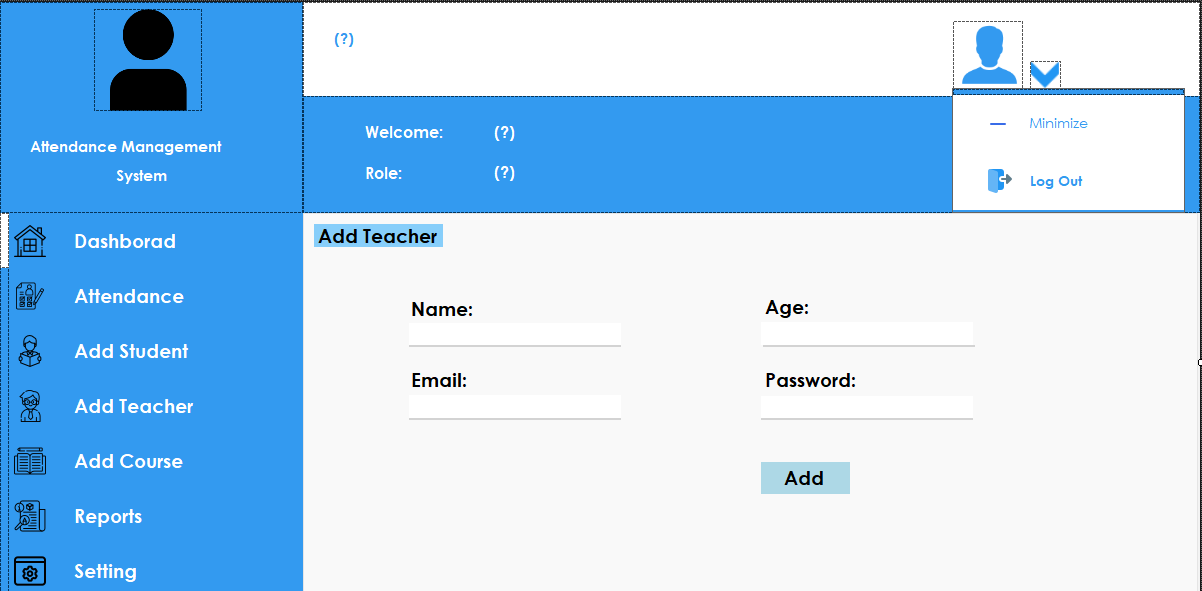 Attendance Management
System
(?)
Welcome: (?)
Role: (?)
Minimize
Log Out
Dashborad
Attendance
Add Student
Add Teacher
Add Course
Reports
Setting
Add Teacher
Name: Age:
Email: Password:
Add